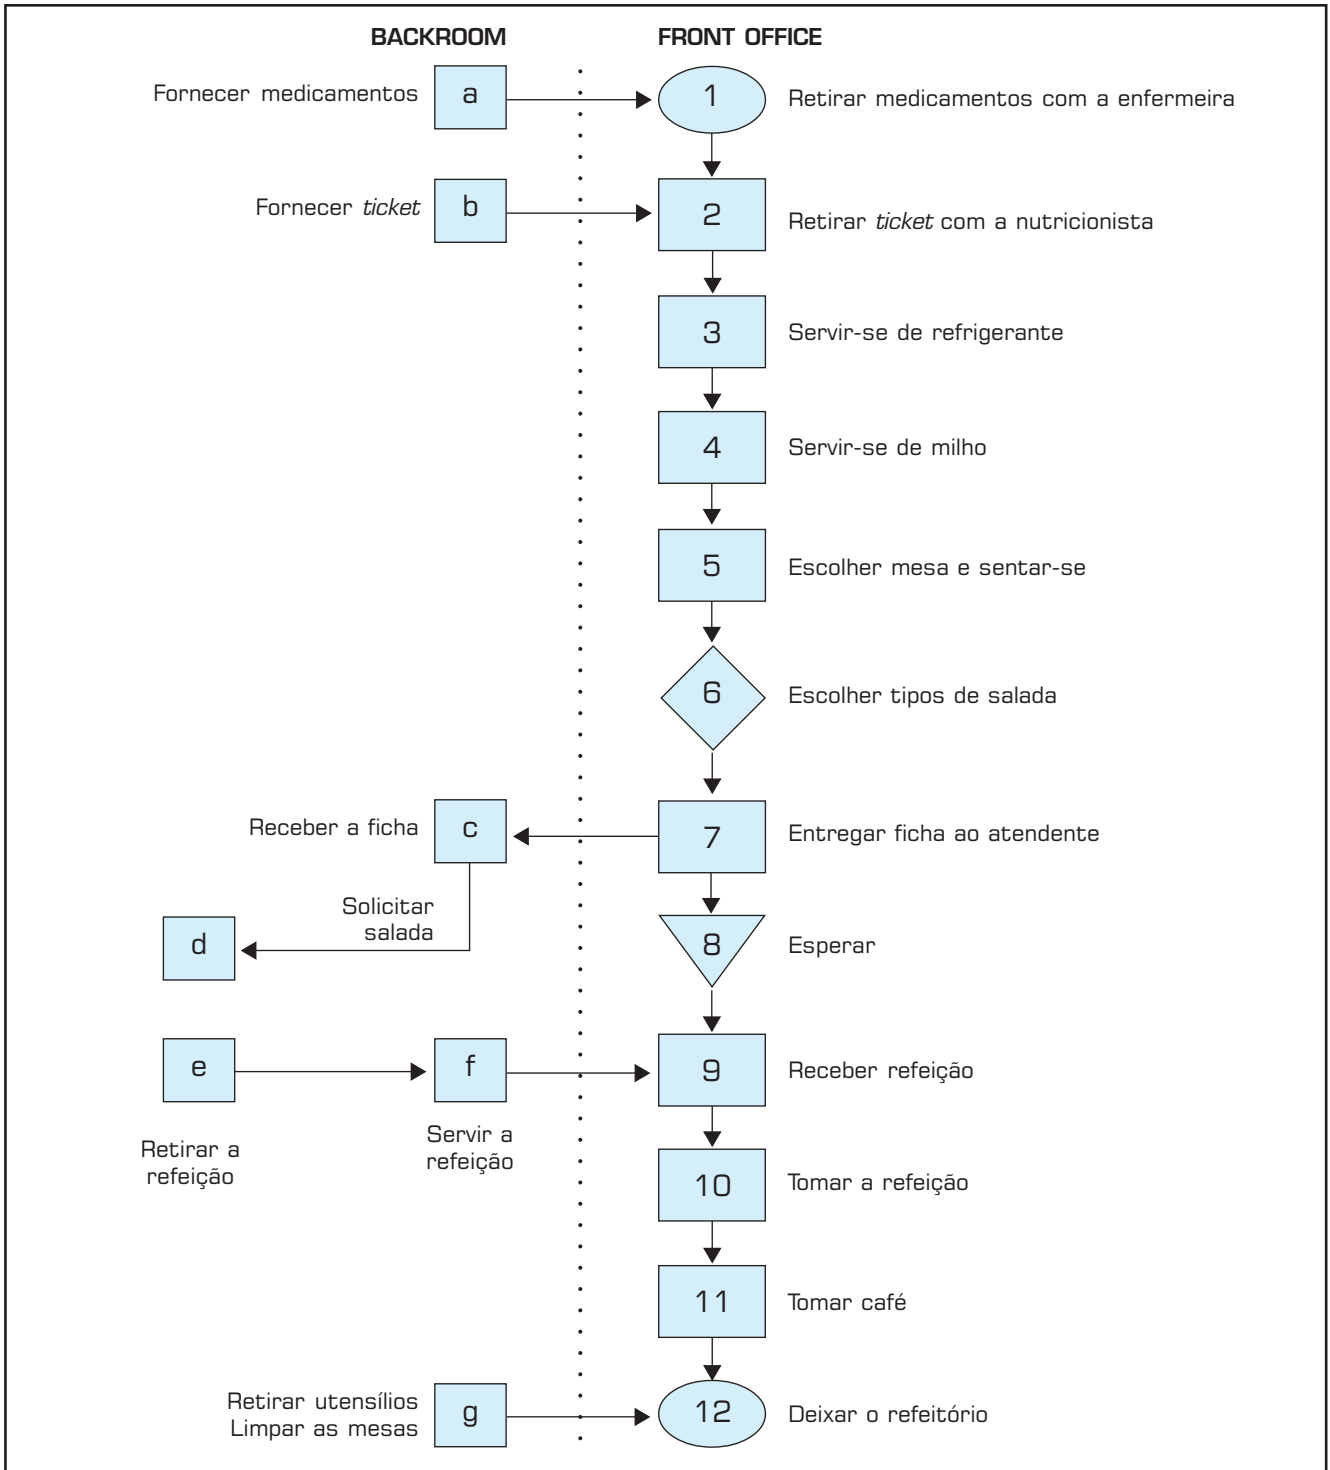 BACKROOM FRONT OFFICE
Fornecer medicamentos a 1 Retirar medicamentos com a enfermeira
Fornecer ticket b 2 Retirar ticket com a nutricionista
3 Servir-se de refrigerante
4 Servir-se de milho
5 Escolher mesa e sentar-se
6 Escolher tipos de salada
Receber a ficha c 7 Entregar ficha ao atendente
Solicitar
salada
d 8 Esperar
e f 9 Receber refeição
Retirar a
refeição
Servir a
refeição
10 Tomar a refeição
11 Tomar café
Retirar utensílios
Limpar as mesas
g 12 Deixar o refeitório